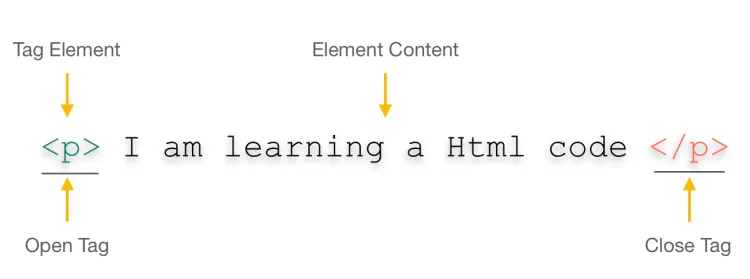 Tag Element Element Content
<p> I am learning a Html code </p>
Open Tag Close Tag